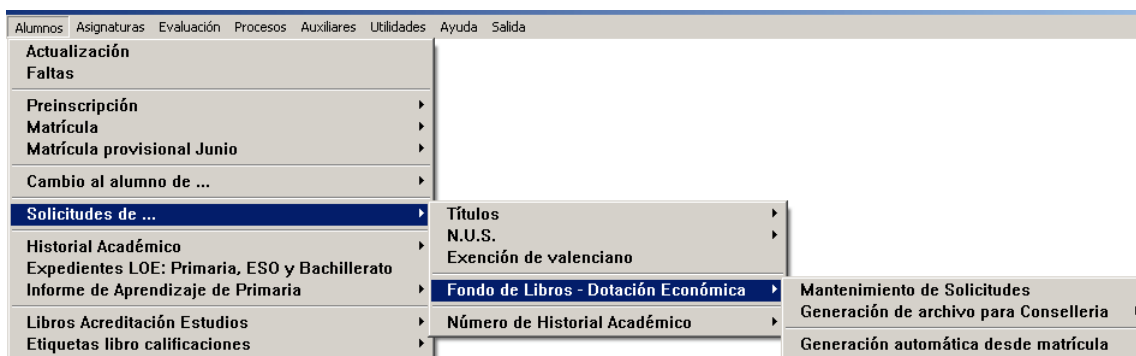 Alumnos Asignaturas Evaluación Procesos Auxiliares Utilidades Ayuda Salida
Actualización
Faltas
Preinscripción
Matrícula
Matrícula provisional Junio
Cambio al alumno de ...
Solicitudes de ...
Historial Académico
Expedientes LOE: Primaria, ESO y Bachillerato
Informe de Aprendizaje de Primaria
Libros Acreditación Estudios
Etiquetas libro calificaciones
Títulos
N.U.S.
Exención de valenciano
Fondo de Libros - Dotación Económica
Número de Historial Académico
Mantenimiento de Solicitudes
Generación de archivo para Conselleria
Generación automática desde matrícula